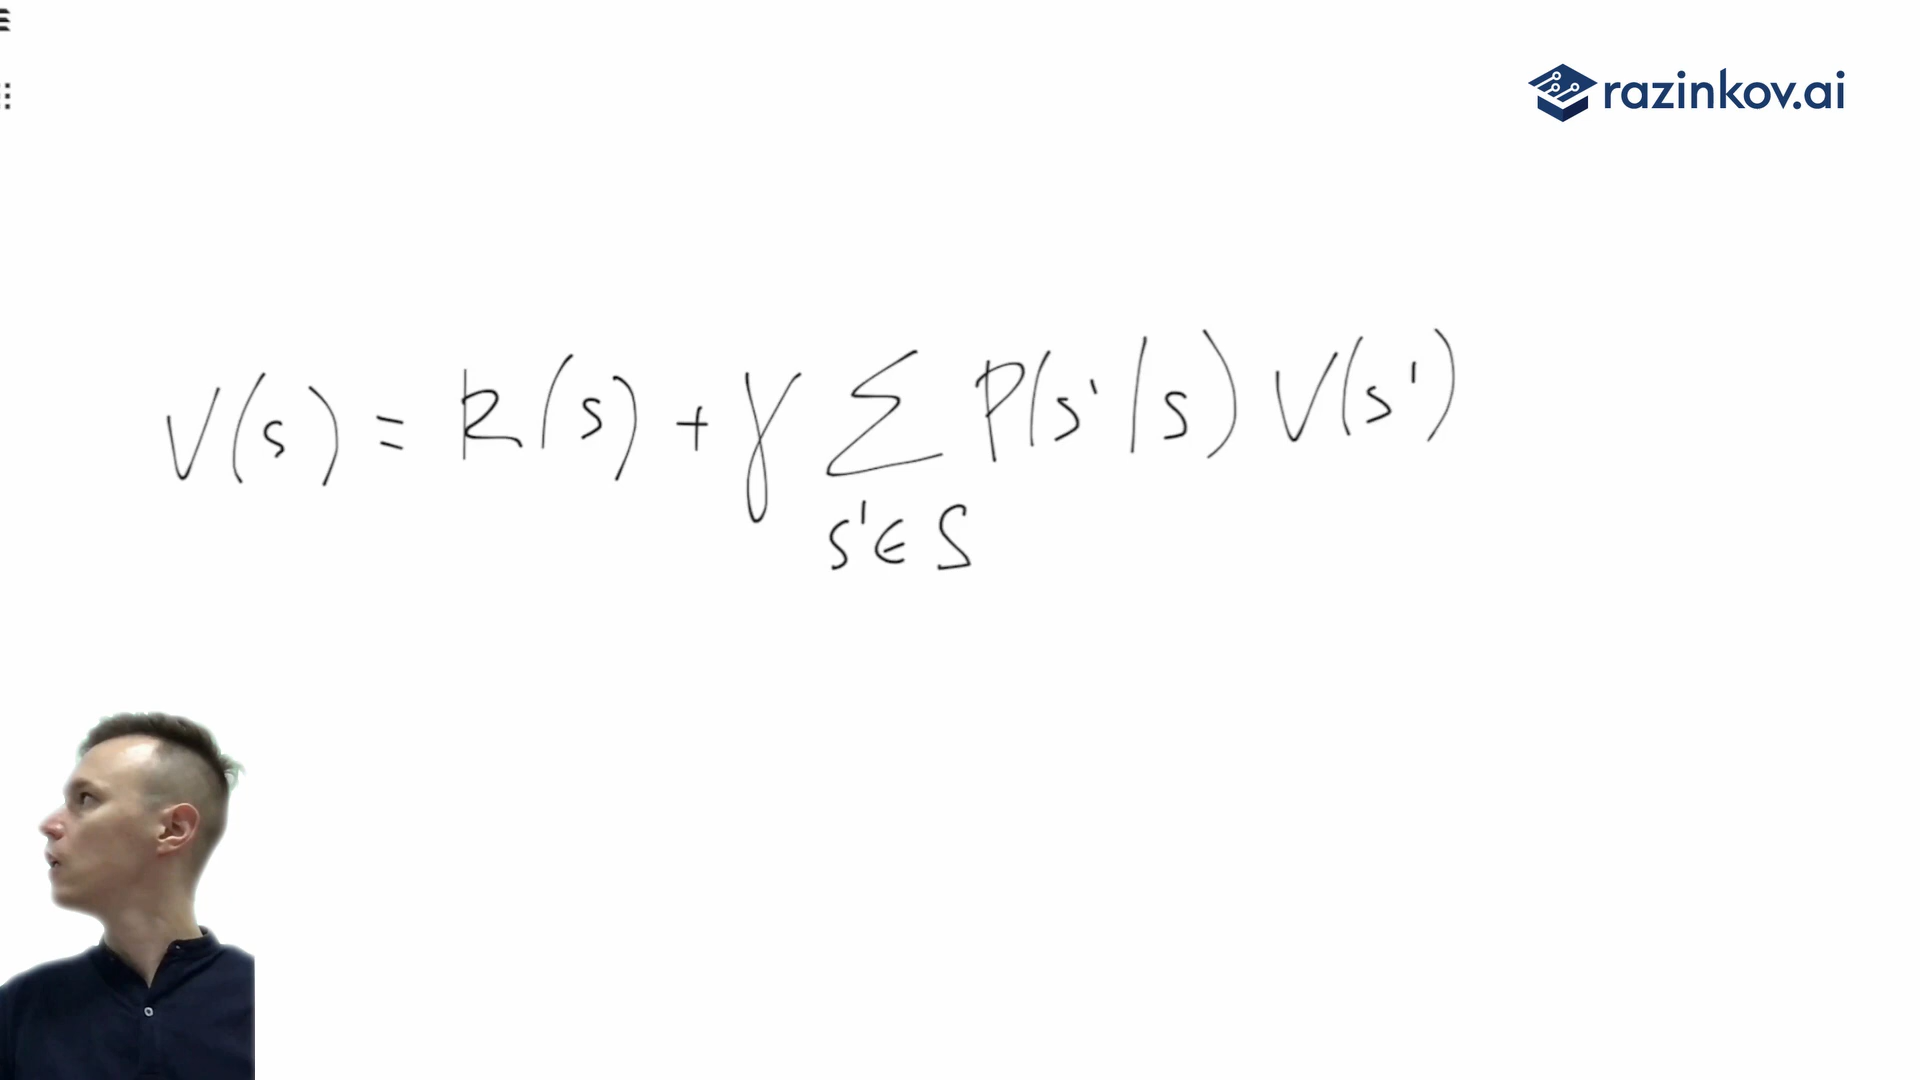 razinkov.ai
V(s) = R(s) + γ ∑ P(s'|s) V(s')
s' ∈ S